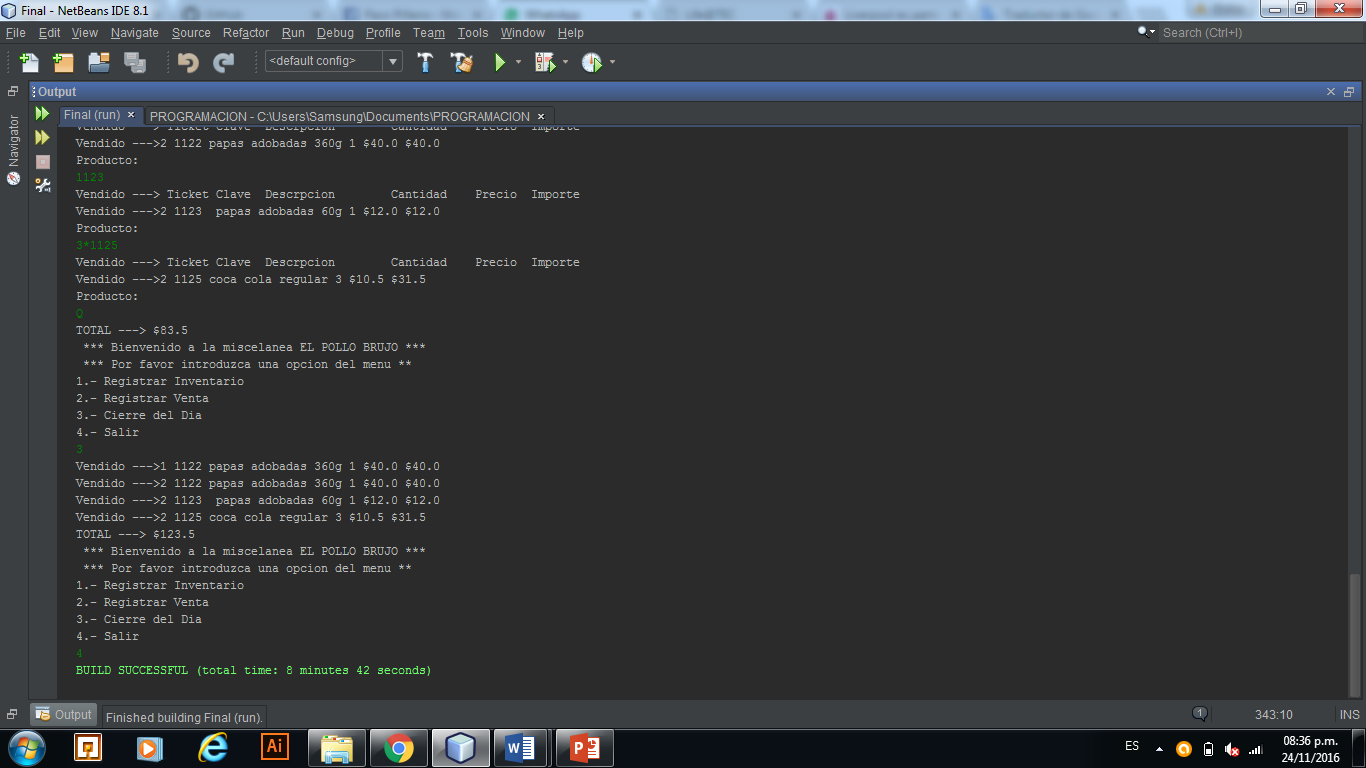 Final - NetBeans IDE 8.1
File Edit View Navigate Source Refactor Run Debug Profile Team Tools Window Help
Search (Ctrl+I)
<default config>
Output
Final (run)
PROGRAMACION - C:\Users\Samsung\Documents\PROGRAMACION
Navigator
Vendido ---> Ticket Clave  Descrpcion        Cantidad    Precio  Importe
Vendido --->2 1122 papas adobadas 360g 1 $40.0 $40.0
Producto:
1123
Vendido ---> Ticket Clave  Descrpcion        Cantidad    Precio  Importe
Vendido --->2 1123  papas adobadas 60g 1 $12.0 $12.0
Producto:
3*1125
Vendido ---> Ticket Clave  Descrpcion        Cantidad    Precio  Importe
Vendido --->2 1125 coca cola regular 3 $10.5 $31.5
Producto:
Q
TOTAL ---> $83.5
*** Bienvenido a la miscelanea EL POLLO BRUJO ***
*** Por favor introduzca una opcion del menu **
1.- Registrar Inventario
2.- Registrar Venta
3.- Cierre del Dia
4.- Salir
3
Vendido --->1 1122 papas adobadas 360g 1 $40.0 $40.0
Vendido --->2 1122 papas adobadas 360g 1 $40.0 $40.0
Vendido --->2 1123  papas adobadas 60g 1 $12.0 $12.0
Vendido --->2 1125 coca cola regular 3 $10.5 $31.5
TOTAL ---> $123.5
*** Bienvenido a la miscelanea EL POLLO BRUJO ***
*** Por favor introduzca una opcion del menu **
1.- Registrar Inventario
2.- Registrar Venta
3.- Cierre del Dia
4.- Salir
4
BUILD SUCCESSFUL (total time: 8 minutes 42 seconds)
Output
Finished building Final (run).
1
343:10
INS
Ai
ES
08:36 p.m.
24/11/2016